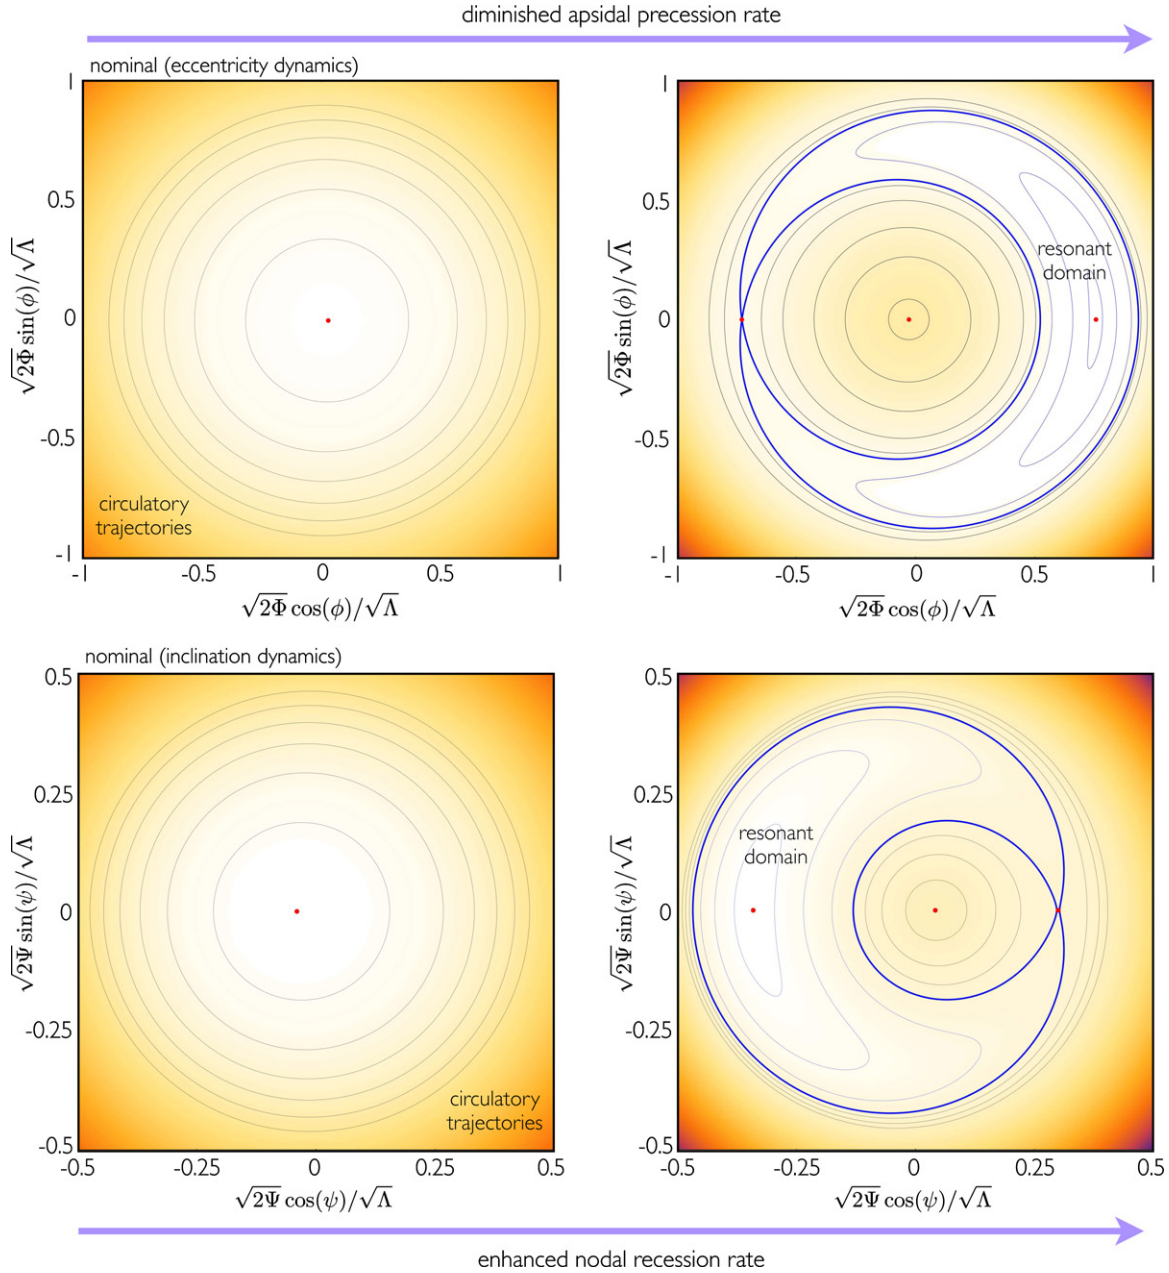 diminished apsidal precession rate
nominal (eccentricity dynamics)
1
0.5
0
-0.5
-1
√2Φ sin(φ)/√Λ
circulatory
trajectories
-1 -0.5 0 0.5 1
√2Φ cos(φ)/√Λ
1
0.5
0
-0.5
-1
√2Φ sin(φ)/√Λ
resonant
domain
-1 -0.5 0 0.5 1
√2Φ cos(φ)/√Λ
nominal (inclination dynamics)
0.5
0.25
0
-0.25
-0.5
√2Ψ sin(ψ)/√Λ
circulatory
trajectories
-0.5 -0.25 0 0.25 0.5
√2Ψ cos(ψ)/√Λ
0.5
0.25
0
-0.25
-0.5
√2Ψ sin(ψ)/√Λ
resonant
domain
-0.5 -0.25 0 0.25 0.5
√2Ψ cos(ψ)/√Λ
enhanced nodal recession rate